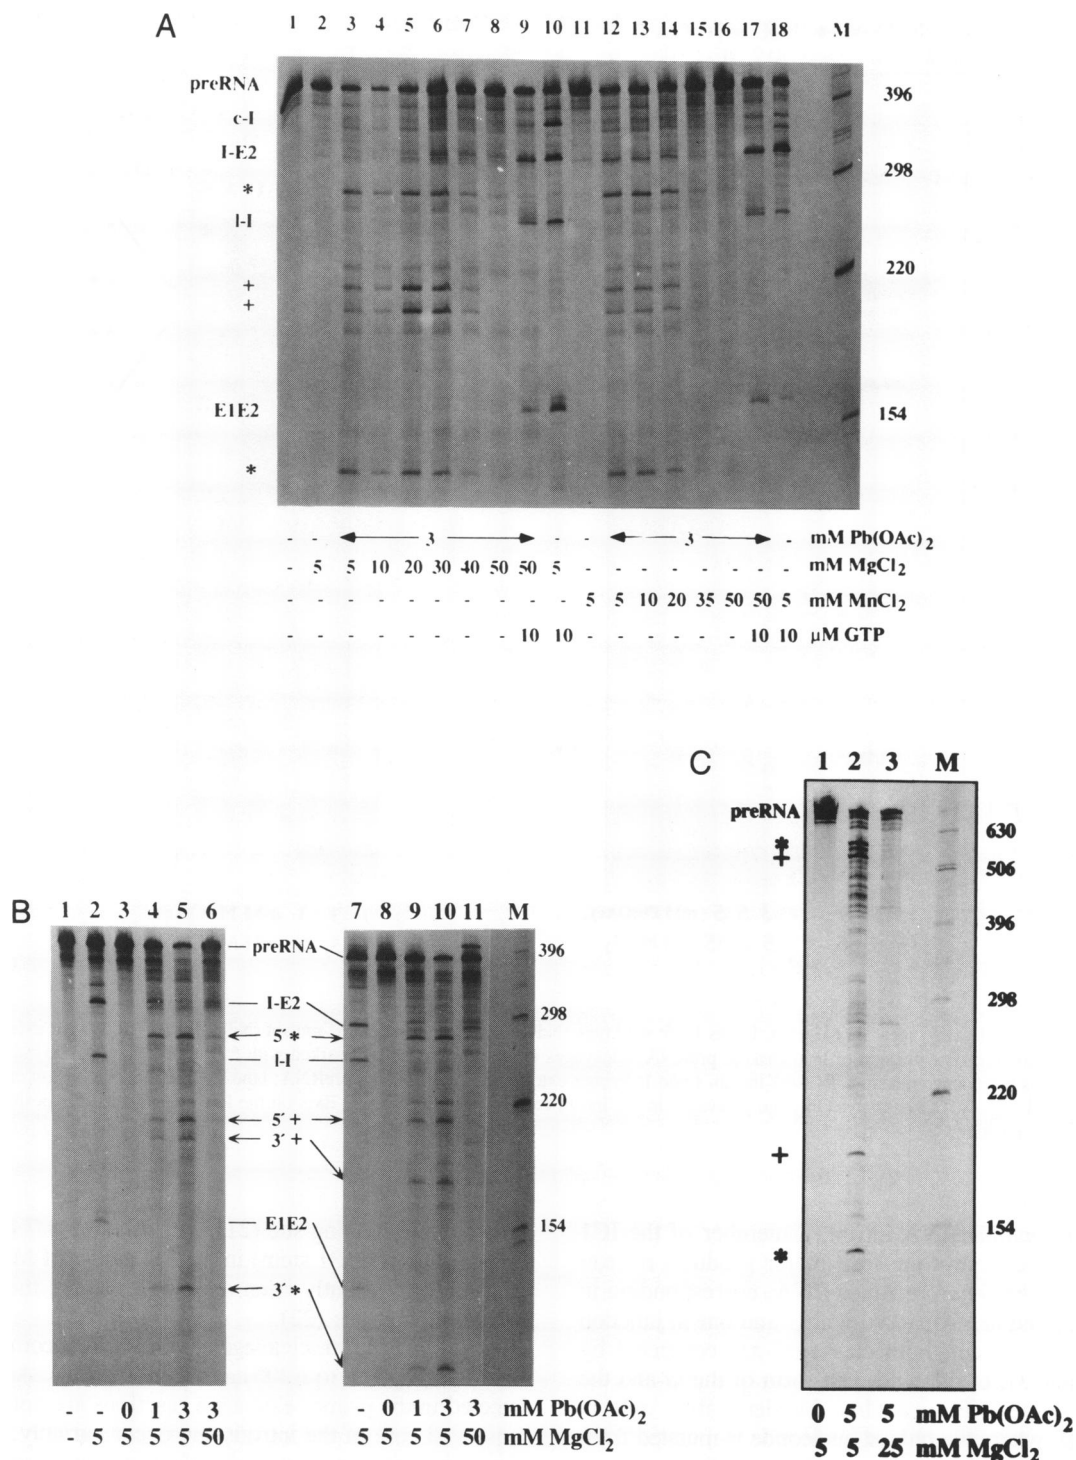 A
1 2 3 4 5 6 7 8 9 10 11 12 13 14 15 16 17 18 M
preRNA
c-I
I-E2
*
l-I
+
+
E1E2
*
396
298
220
154
3 3 - mM Pb(OAc)2
- 5 5 10 20 30 40 50 50 5 - - - - - - - - mM MgCl2
- - - - - - - - - - 5 5 10 20 35 50 50 5 mM MnCl2
- - - - - - - - 10 10 - - - - - - 10 10 µM GTP
B
1 2 3 4 5 6 7 8 9 10 11 M
preRNA
I-E2
5´ *
l-I
5´ +
3´ +
E1E2
3´ *
396
298
220
154
- - 0 1 3 3 - 0 1 3 3 mM Pb(OAc)2
- 5 5 5 5 50 5 5 5 5 50 mM MgCl2
C
1 2 3 M
preRNA
*
+
+
*
630
506
396
298
220
154
0 5 5 mM Pb(OAc)2
5 5 25 mM MgCl2